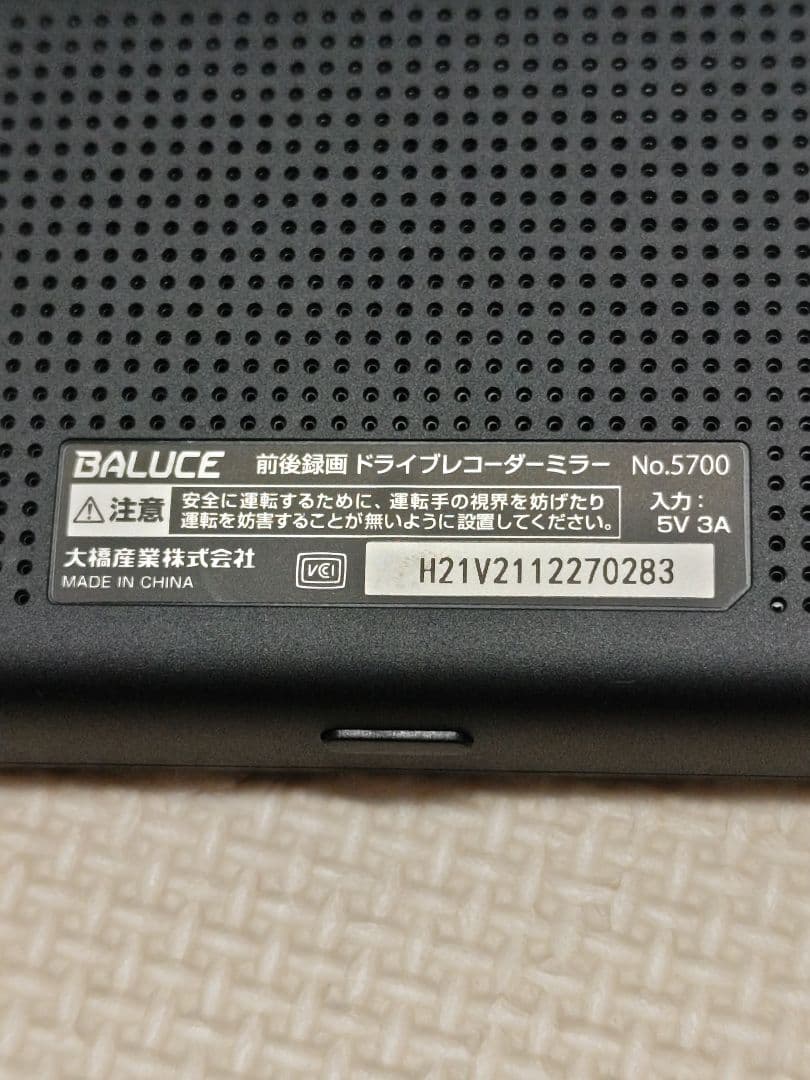 BALUCE 前後録画 ドライブレコーダーミラー No.5700
注意 安全に運転するために、運転手の視界を妨げたり
運転を妨害することが無いように設置してください。
入力：
5V 3A
大橋産業株式会社
MADE IN CHINA
VCI
H21V2112270283